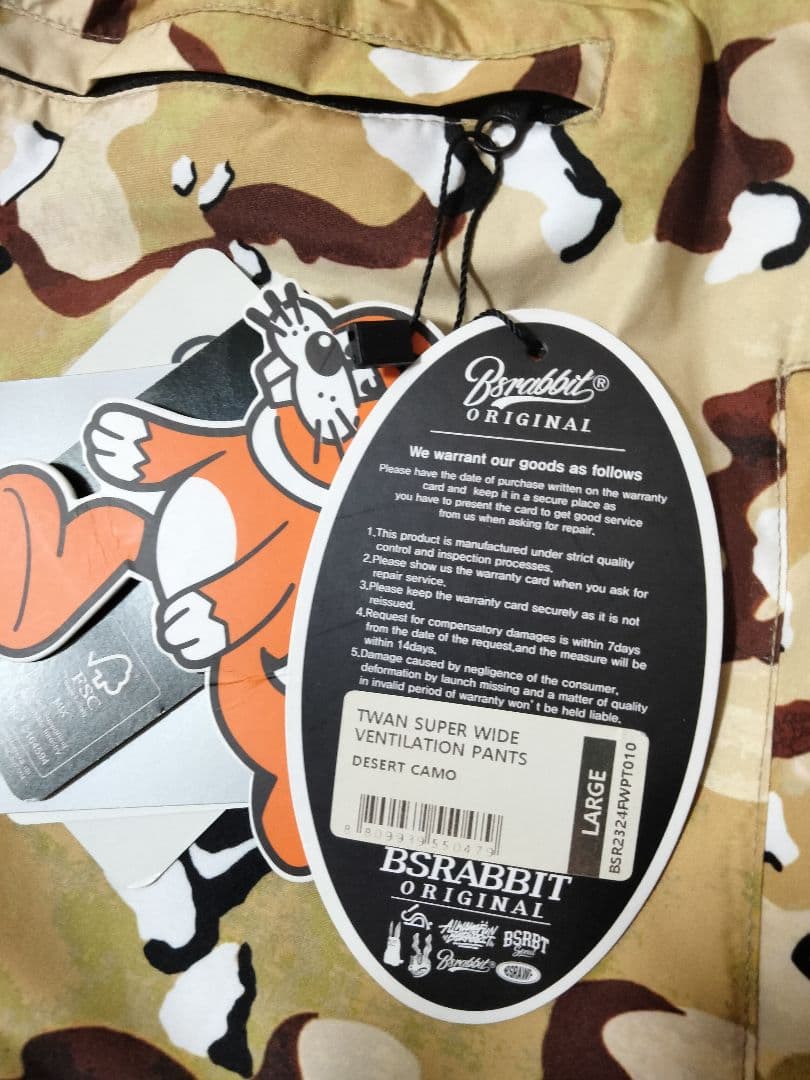 Bsrabbit®
ORIGINAL
We warrant our goods as follows
Please have the date of purchase written on the warranty
card and keep it in a secure place as
you have to present the card to get good service
from us when asking for repair.
1.This product is manufactured under strict quality
control and inspection processes.
2.Please show us the warranty card when you ask for
repair service.
3.Please keep the warranty card securely as it is not
reissued.
4.Request for compensatory damages is within 7days
from the date of the request,and the measure will be
within 14days.
5.Damage caused by negligence of the consumer,
deformation by launch missing and a matter of quality
in invalid period of warranty won't be held liable.
TWAN SUPER WIDE
VENTILATION PANTS
DESERT CAMO
LARGE
BSR2324FWPT010
8 809939 550479
BSRABBIT
ORIGINAL
BSRBT
Bsrabbit®
FSC
MIX